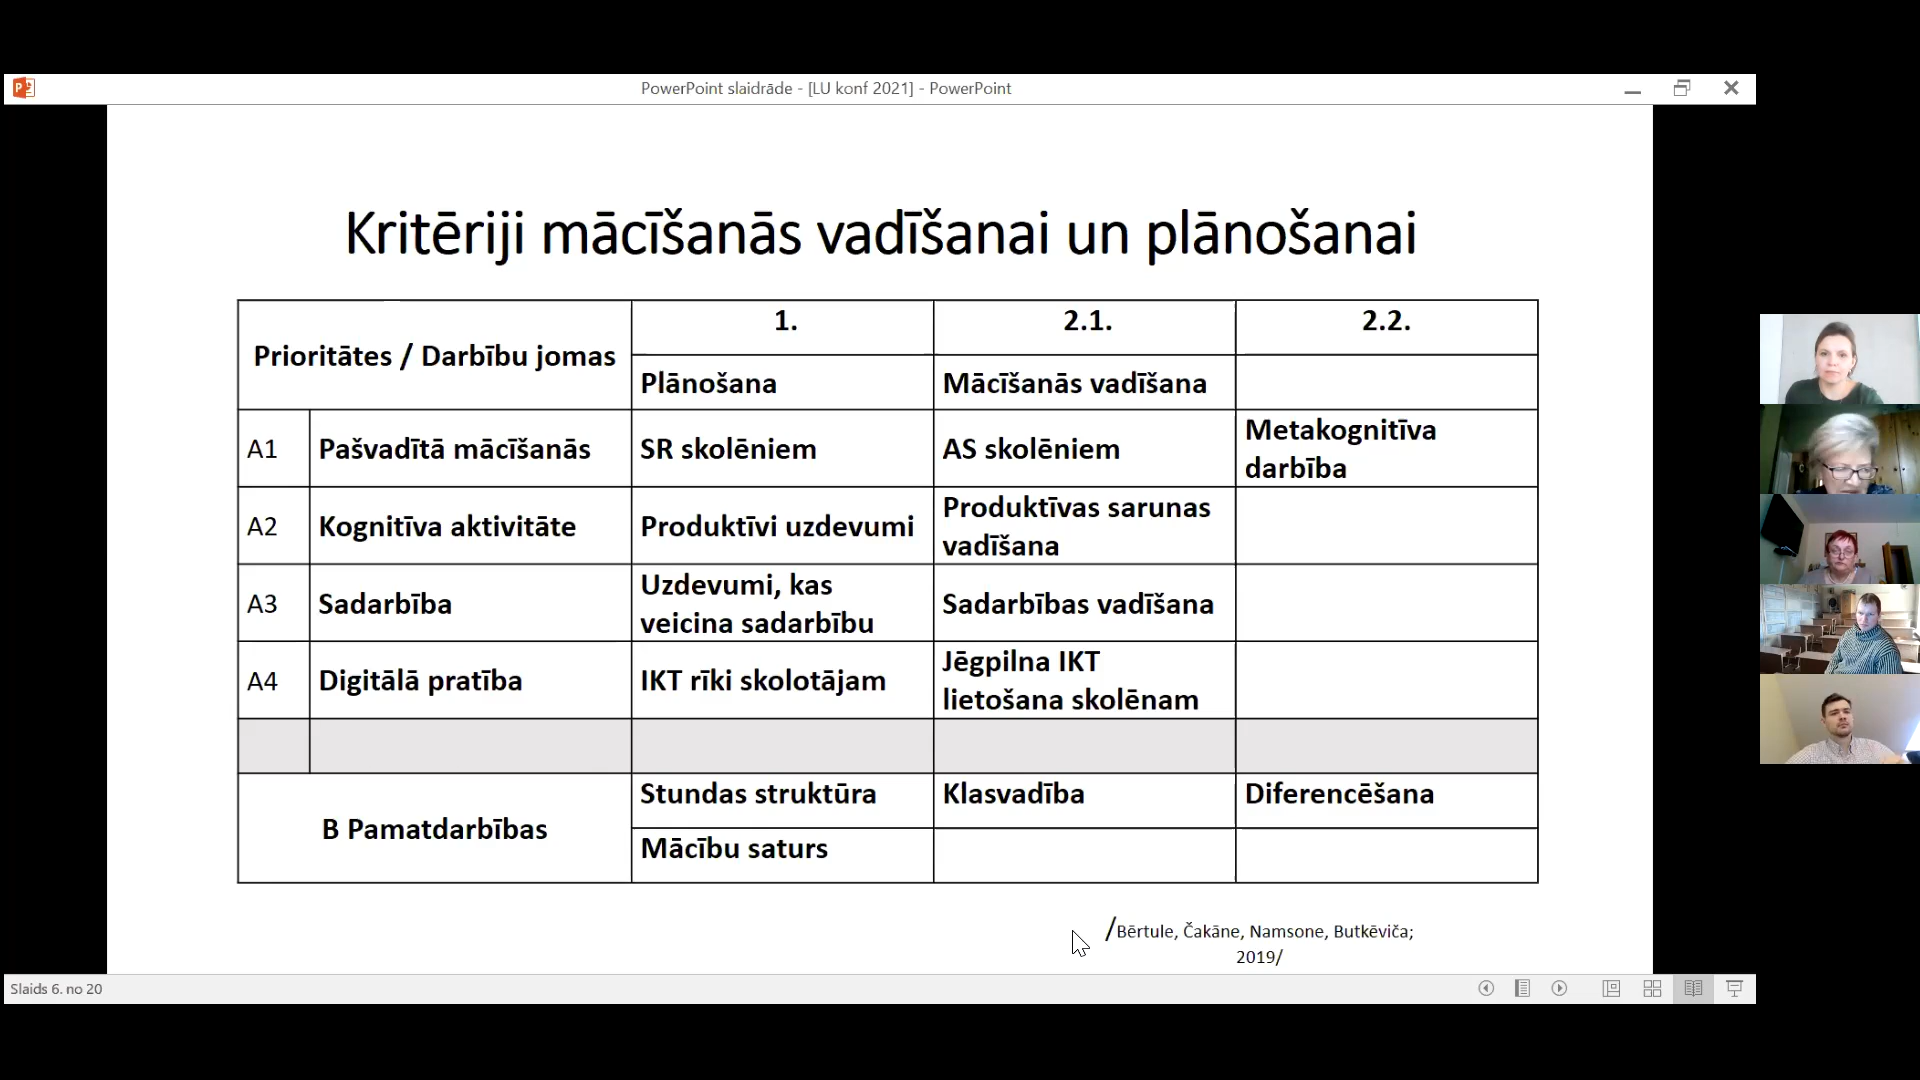 PowerPoint slaidrāde - [LU konf 2021] - PowerPoint
Kritēriji mācīšanās vadīšanai un plānošanai
Prioritātes / Darbību jomas
1.
2.1.
2.2.
Plānošana
Mācīšanās vadīšana
A1
Pašvadītā mācīšanās
SR skolēniem
AS skolēniem
Metakognitīva
darbība
A2
Kognitīva aktivitāte
Produktīvi uzdevumi
Produktīvas sarunas
vadīšana
A3
Sadarbība
Uzdevumi, kas
veicina sadarbību
Sadarbības vadīšana
A4
Digitālā pratība
IKT rīki skolotājam
Jēgpilna IKT
lietošana skolēnam
B Pamatdarbības
Stundas struktūra
Klasvadība
Diferencēšana
Mācību saturs
/Bērtule, Čakāne, Namsone, Butkēviča;
2019/
Slaids 6. no 20